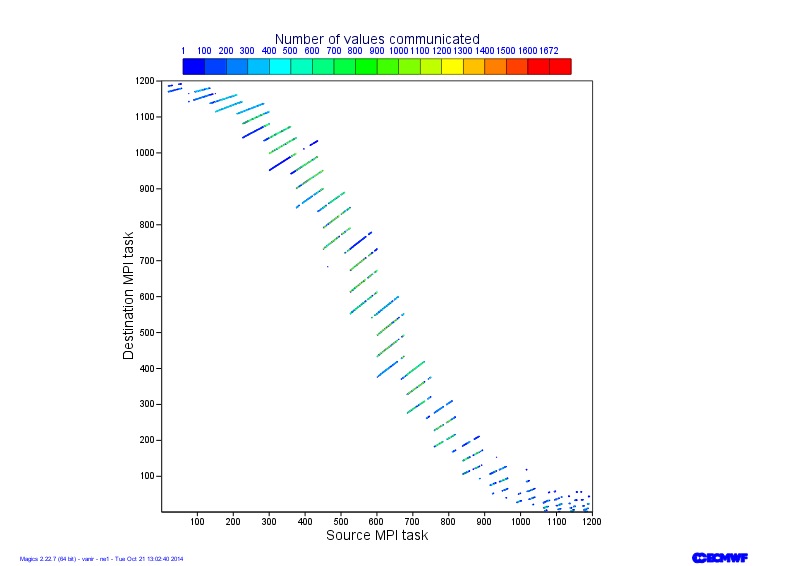 Number of values communicated
1 100 200 300 400 500 600 700 800 900 1000 1100 1200 1300 1400 1500 1600 1672
1200
1100
1000
900
800
700
600
500
400
300
200
100
Destination MPI task
100 200 300 400 500 600 700 800 900 1000 1100 1200
Source MPI task
Magics 2.22.7 (64 bit) - vanir - ne1 - Tue Oct 21 13:02:40 2014
ECMWF